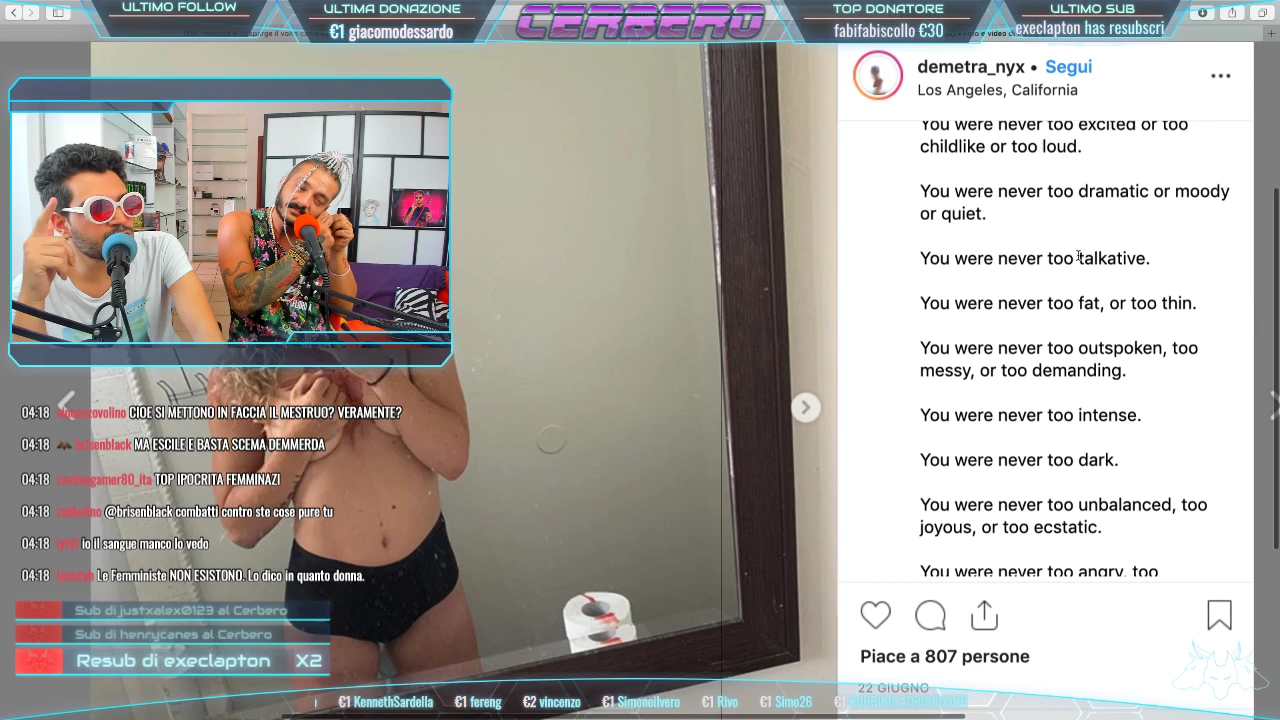 ULTIMO FOLLOW
ULTIMA DONAZIONE
€1 giacomodessardo
CERBERO
TOP DONATORE
fabifabiscollo €30
ULTIMO SUB
execlapton has resubscri
demetra_nyx • Segui
Los Angeles, California
You were never too excited or too
childlike or too loud.
You were never too dramatic or moody
or quiet.
You were never too talkative.
You were never too fat, or too thin.
You were never too outspoken, too
messy, or too demanding.
You were never too intense.
You were never too dark.
You were never too unbalanced, too
joyous, or too ecstatic.
You were never too angry, too
Piace a 807 persone
22 GIUGNO
04:18 CIOE SI METTONO IN FACCIA IL MESTRUO? VERAMENTE?
04:18 brisenblack MA ESCILE E BASTA SCEMA DEMMERDA
04:18 zombiegamer80_ita TOP IPOCRITA FEMMINAZI
04:18 @brisenblack combatti contro ste cose pure tu
04:18 io il sangue manco lo vedo
04:18 Le Femministe NON ESISTONO. Lo dico in quanto donna.
Sub di justxalex0123 al Cerbero
Sub di henrycanes al Cerbero
Resub di execlapton X2
€1 KennethSardella €1 fereng €2 vincenzo €1 Simoneilvero €1 Rivo €1 Simo26 €1